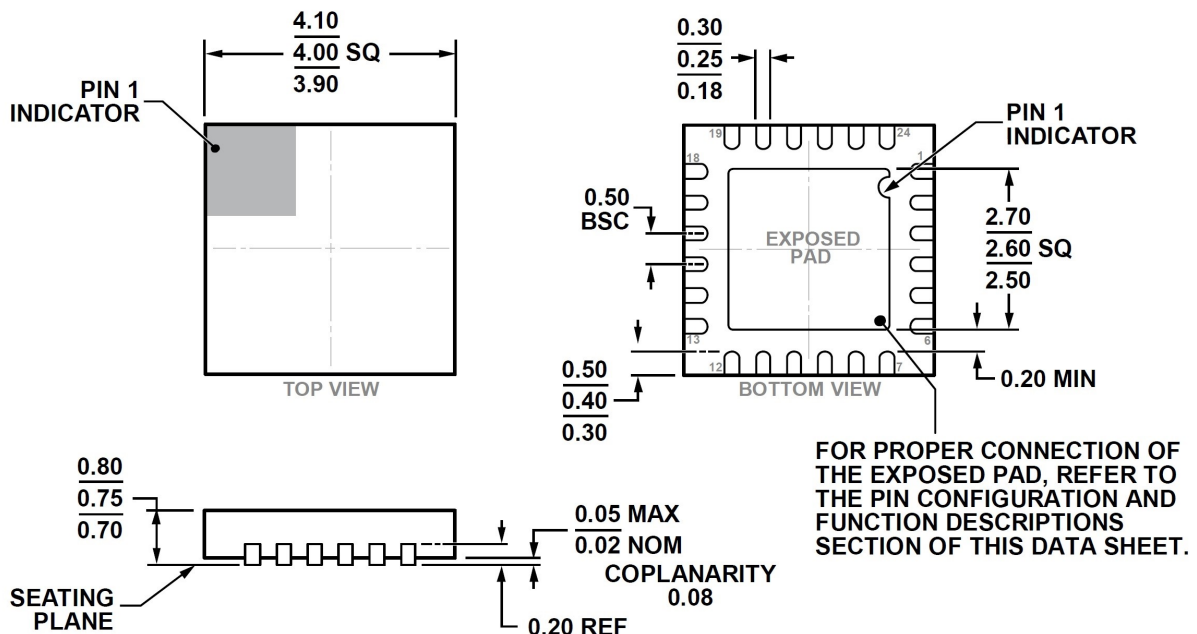 4.10
4.00 SQ
3.90
PIN 1
INDICATOR
TOP VIEW
0.30
0.25
0.18
PIN 1
INDICATOR
19
24
18
1
0.50
BSC
EXPOSED
PAD
2.70
2.60 SQ
2.50
13
6
12
7
BOTTOM VIEW
0.20 MIN
0.50
0.40
0.30
FOR PROPER CONNECTION OF
THE EXPOSED PAD, REFER TO
THE PIN CONFIGURATION AND
FUNCTION DESCRIPTIONS
SECTION OF THIS DATA SHEET.
0.80
0.75
0.70
0.05 MAX
0.02 NOM
COPLANARITY
0.08
SEATING
PLANE
0.20 REF